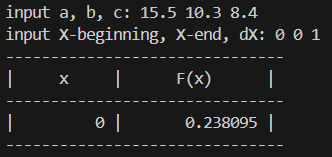 input a, b, c: 15.5 10.3 8.4
input X-beginning, X-end, dX: 0 0 1
-------------------------------
|     x     |      F(x)       |
-------------------------------
|         0 |        0.238095 |
-------------------------------